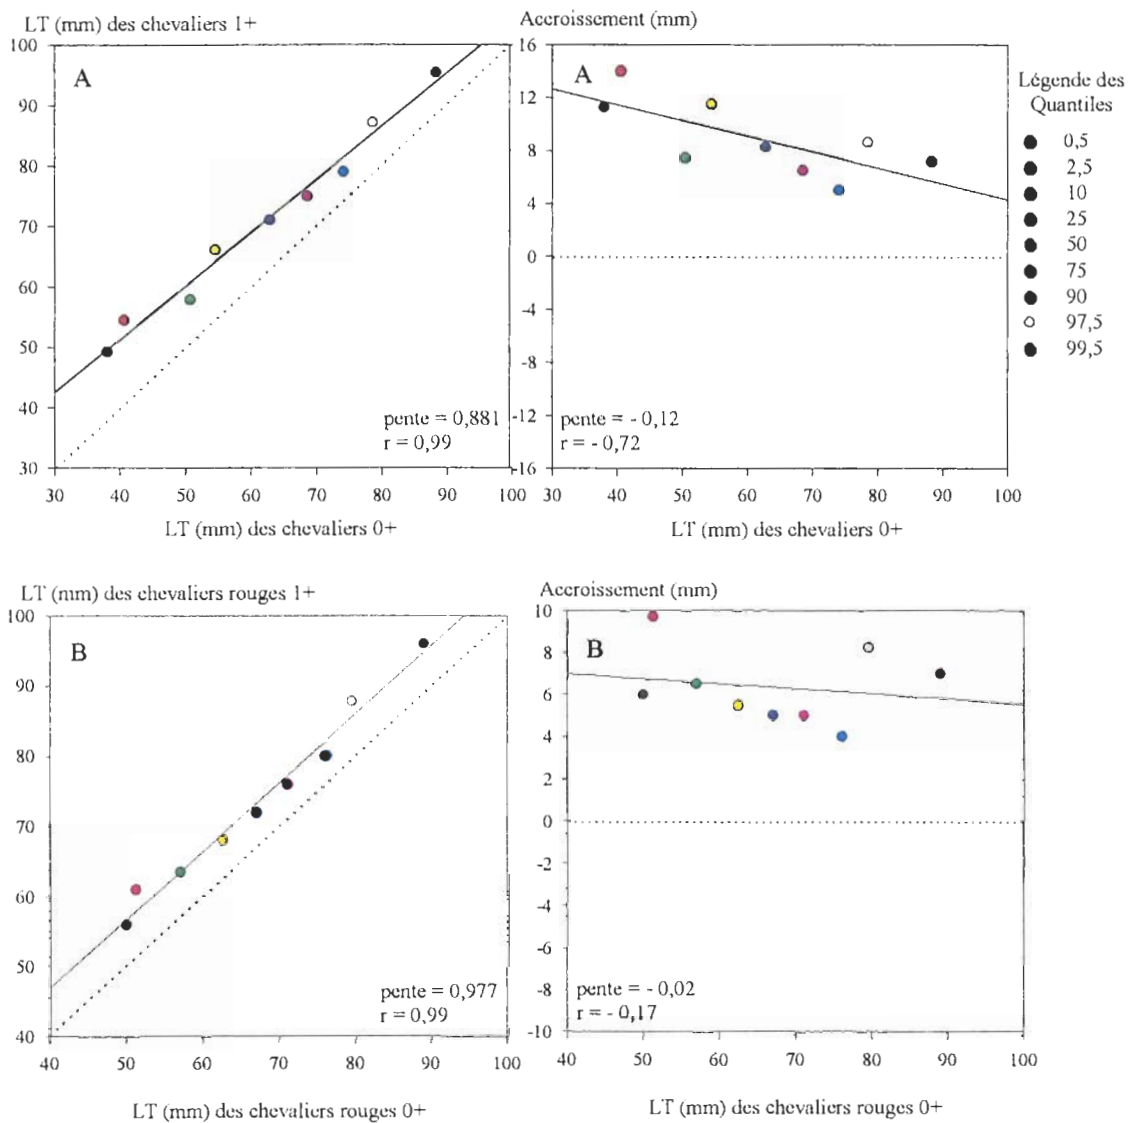 LT (mm) des chevaliers 1+
100
90
80
70
60
50
40
30
A
pente = 0,881
r = 0,99
30 40 50 60 70 80 90 100
LT (mm) des chevaliers 0+
Accroissement (mm)
16
12
8
4
0
-4
-8
-12
-16
A
pente = - 0,12
r = - 0,72
30 40 50 60 70 80 90 100
LT (mm) des chevaliers 0+
Légende des
Quantiles
0,5
2,5
10
25
50
75
90
97,5
99,5
LT (mm) des chevaliers rouges 1+
100
90
80
70
60
50
40
B
pente = 0,977
r = 0,99
40 50 60 70 80 90 100
LT (mm) des chevaliers rouges 0+
Accroissement (mm)
10
8
6
4
2
0
-2
-4
-6
-8
-10
B
pente = - 0,02
r = - 0,17
40 50 60 70 80 90 100
LT (mm) des chevaliers rouges 0+